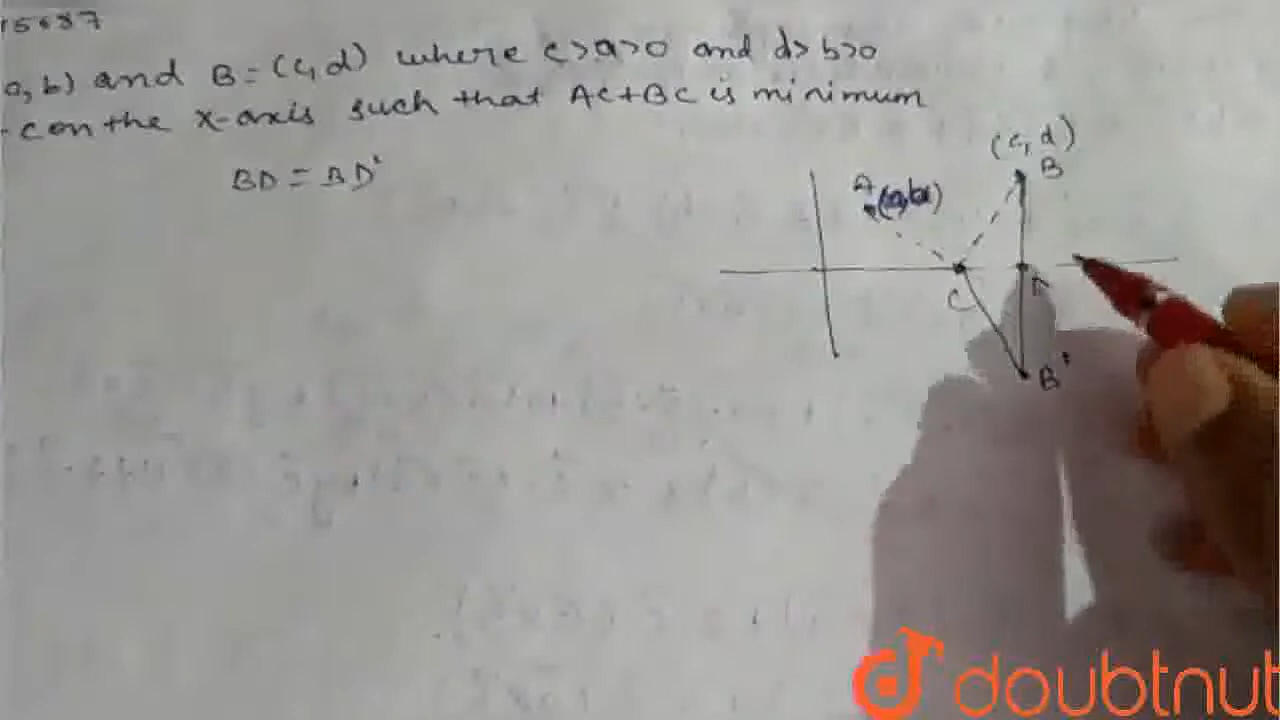 15687
a, b) and B = (c, d) where c > a > 0 and d > b > 0
C on the x-axis such that AC + BC is minimum
BD = BD'
(c, d)
B
A (a, b)
C
B'
doubtnut